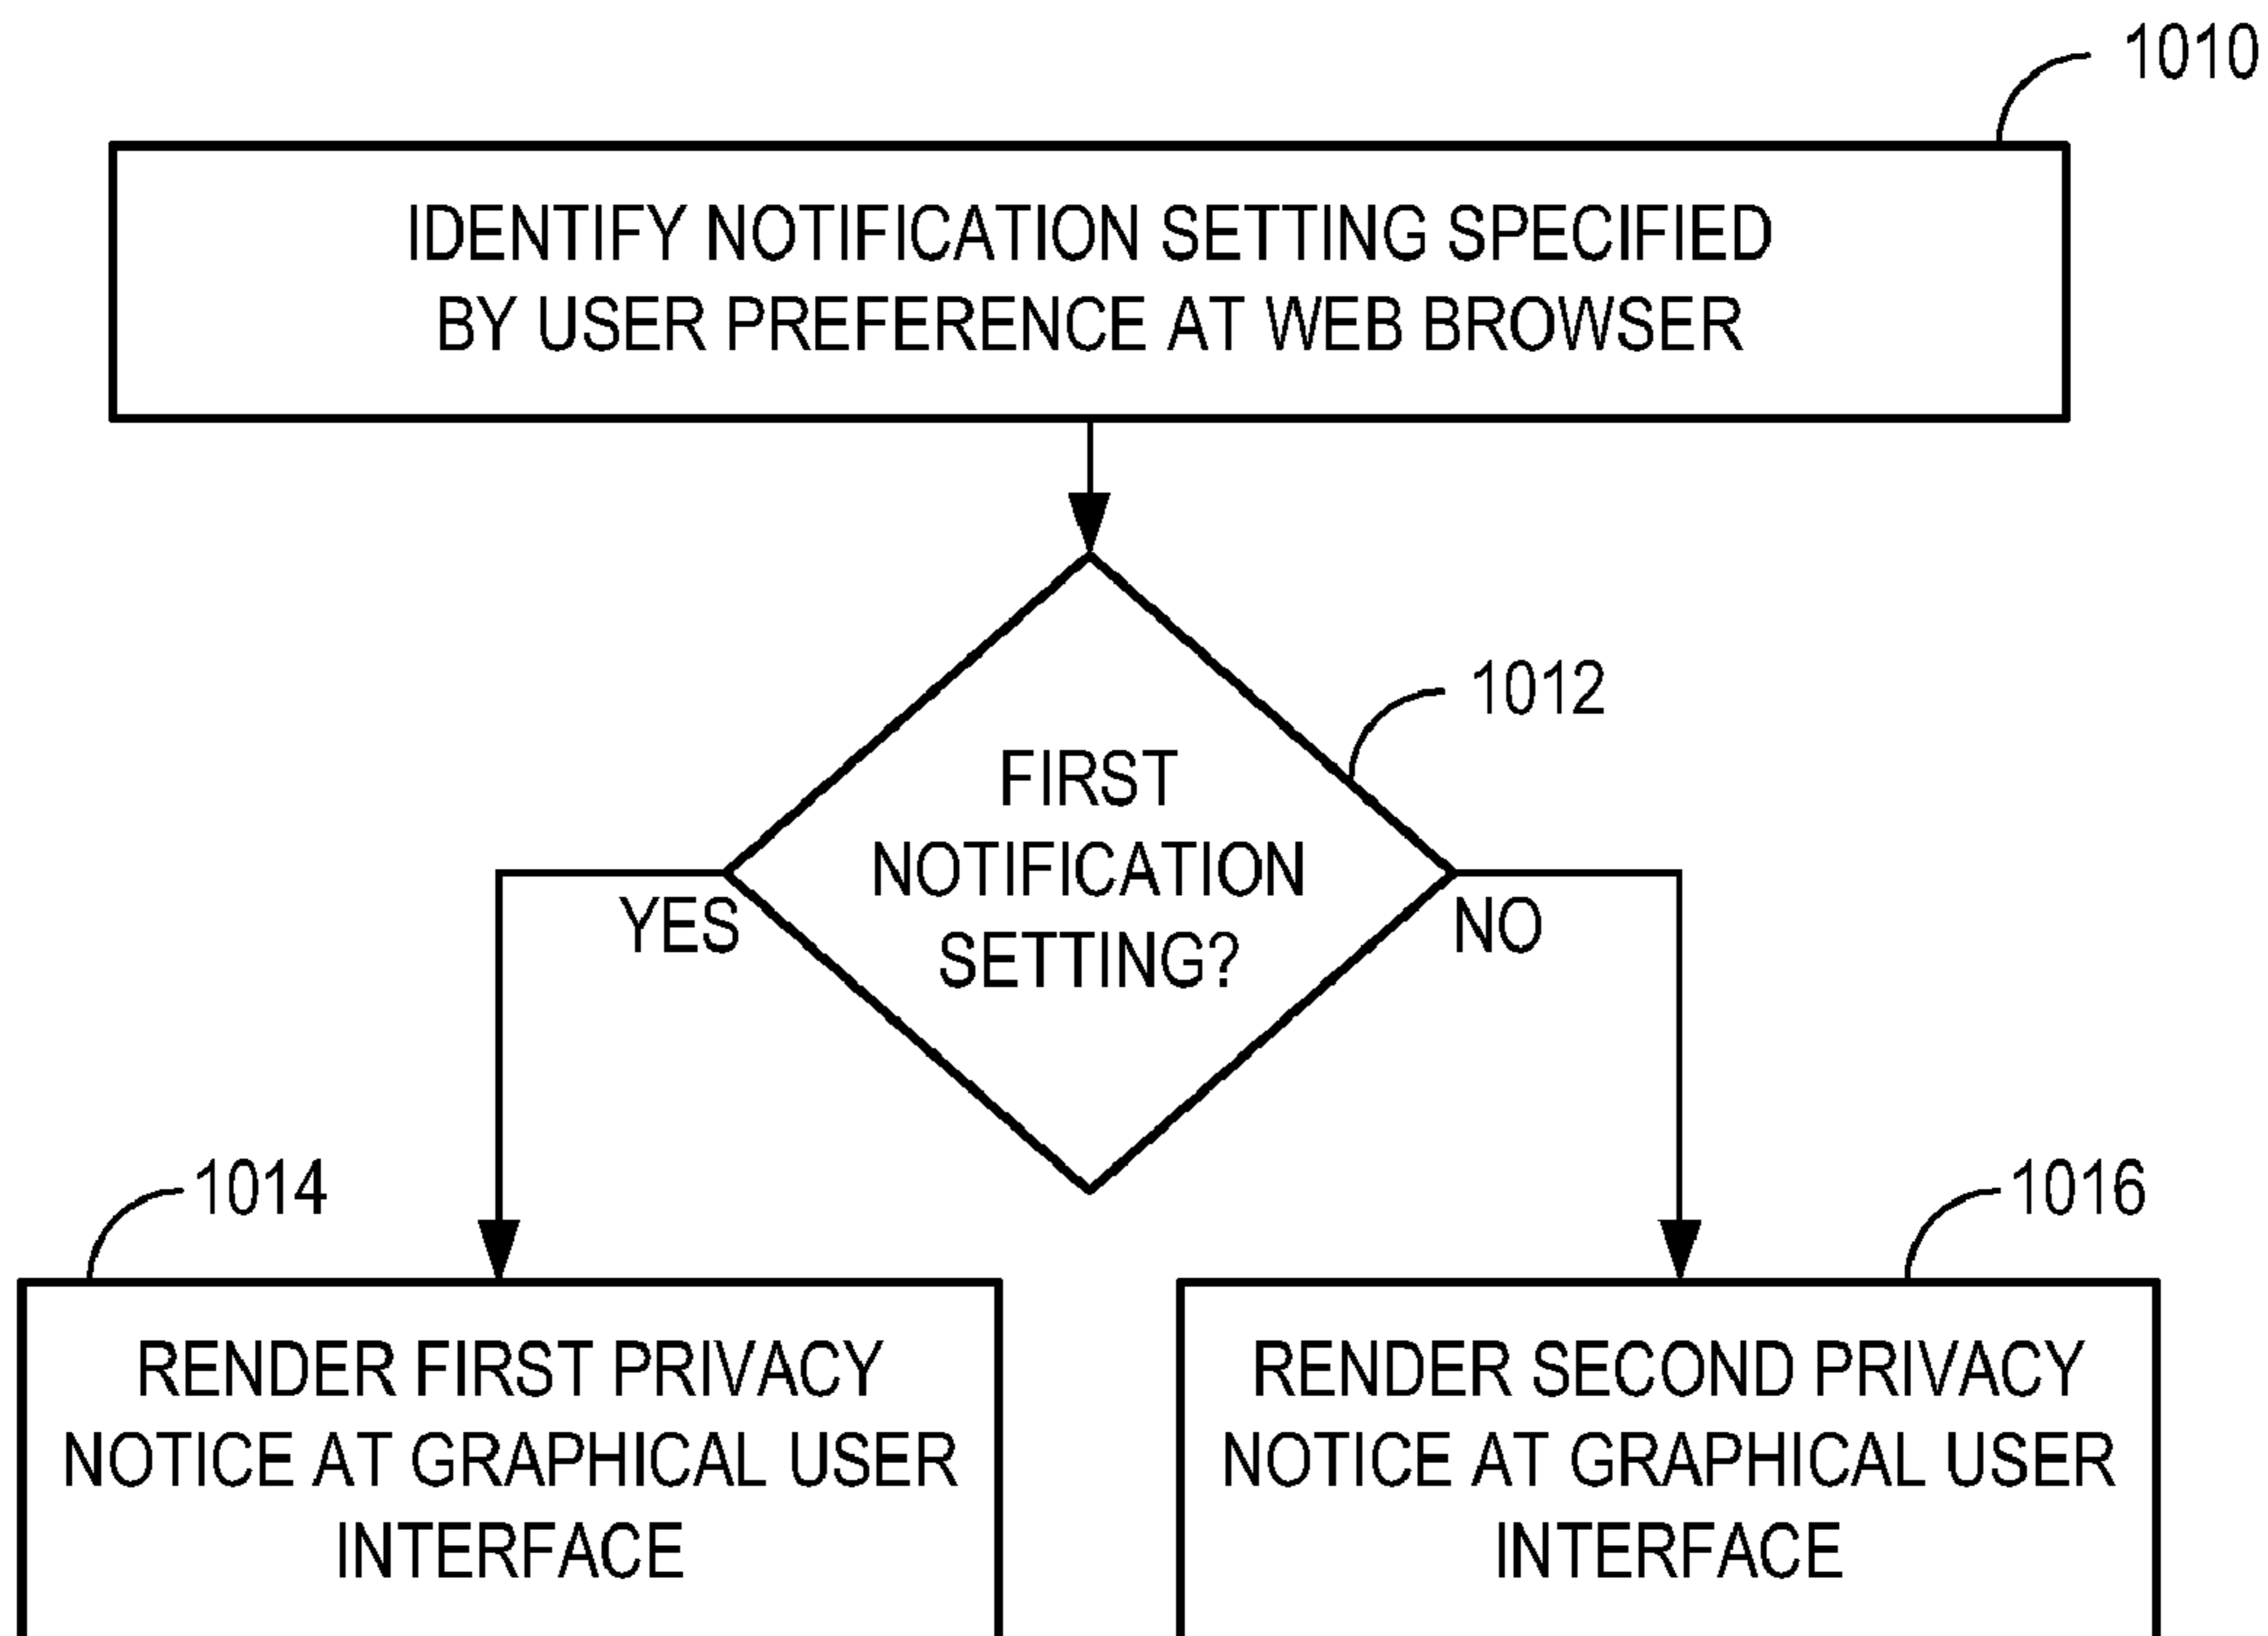 1010
IDENTIFY NOTIFICATION SETTING SPECIFIED
BY USER PREFERENCE AT WEB BROWSER
1012
FIRST
NOTIFICATION
SETTING?
YES
NO
1014
RENDER FIRST PRIVACY
NOTICE AT GRAPHICAL USER
INTERFACE
1016
RENDER SECOND PRIVACY
NOTICE AT GRAPHICAL USER
INTERFACE